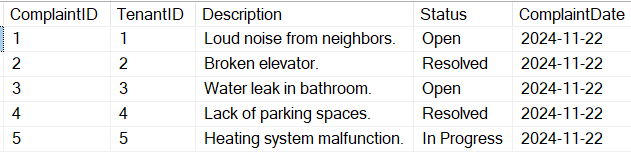 ComplaintID TenantID Description Status ComplaintDate
1 1 Loud noise from neighbors. Open 2024-11-22
2 2 Broken elevator. Resolved 2024-11-22
3 3 Water leak in bathroom. Open 2024-11-22
4 4 Lack of parking spaces. Resolved 2024-11-22
5 5 Heating system malfunction. In Progress 2024-11-22